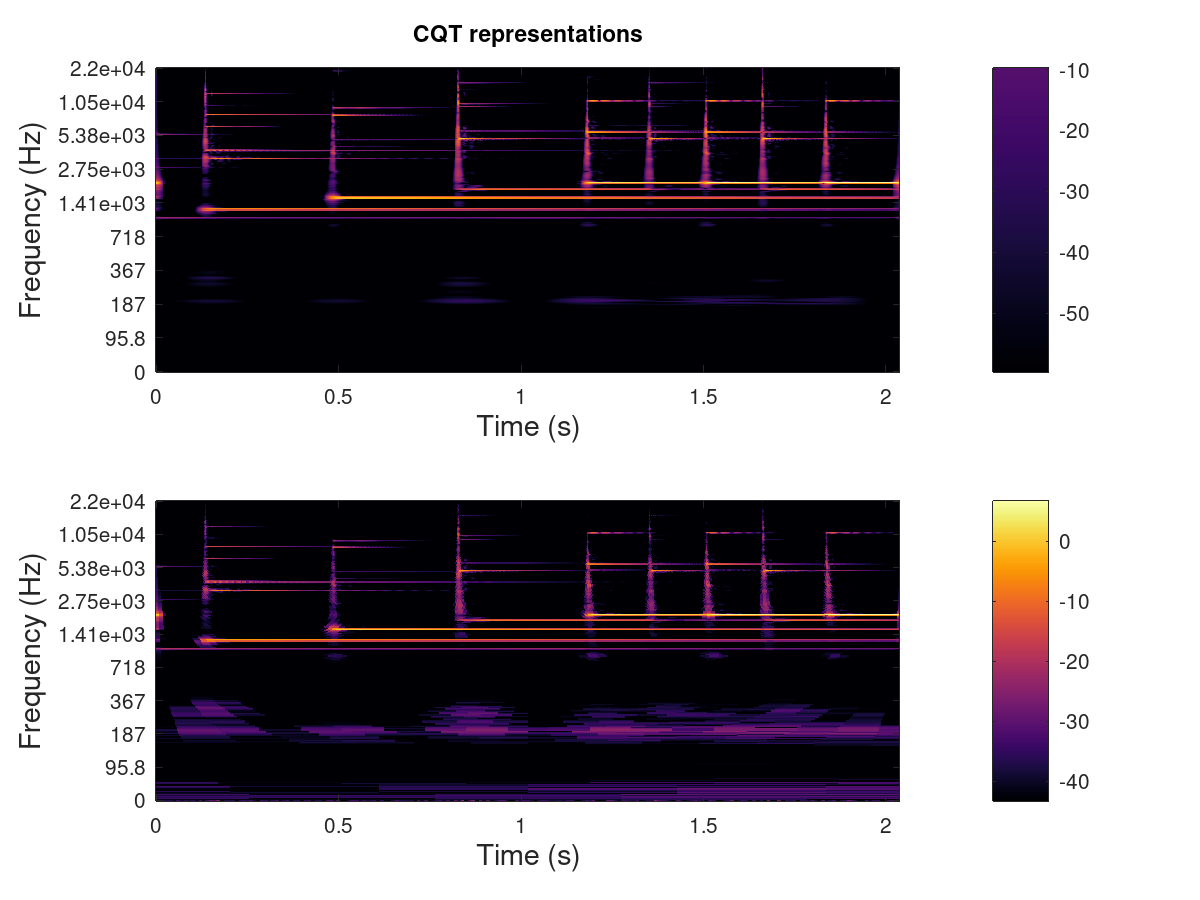 CQT representations
Frequency (Hz)
2.2e+04
1.05e+04
5.38e+03
2.75e+03
1.41e+03
718
367
187
95.8
0
0 0.5 1 1.5 2
Time (s)
-10
-20
-30
-40
-50
Frequency (Hz)
2.2e+04
1.05e+04
5.38e+03
2.75e+03
1.41e+03
718
367
187
95.8
0
0 0.5 1 1.5 2
Time (s)
0
-10
-20
-30
-40